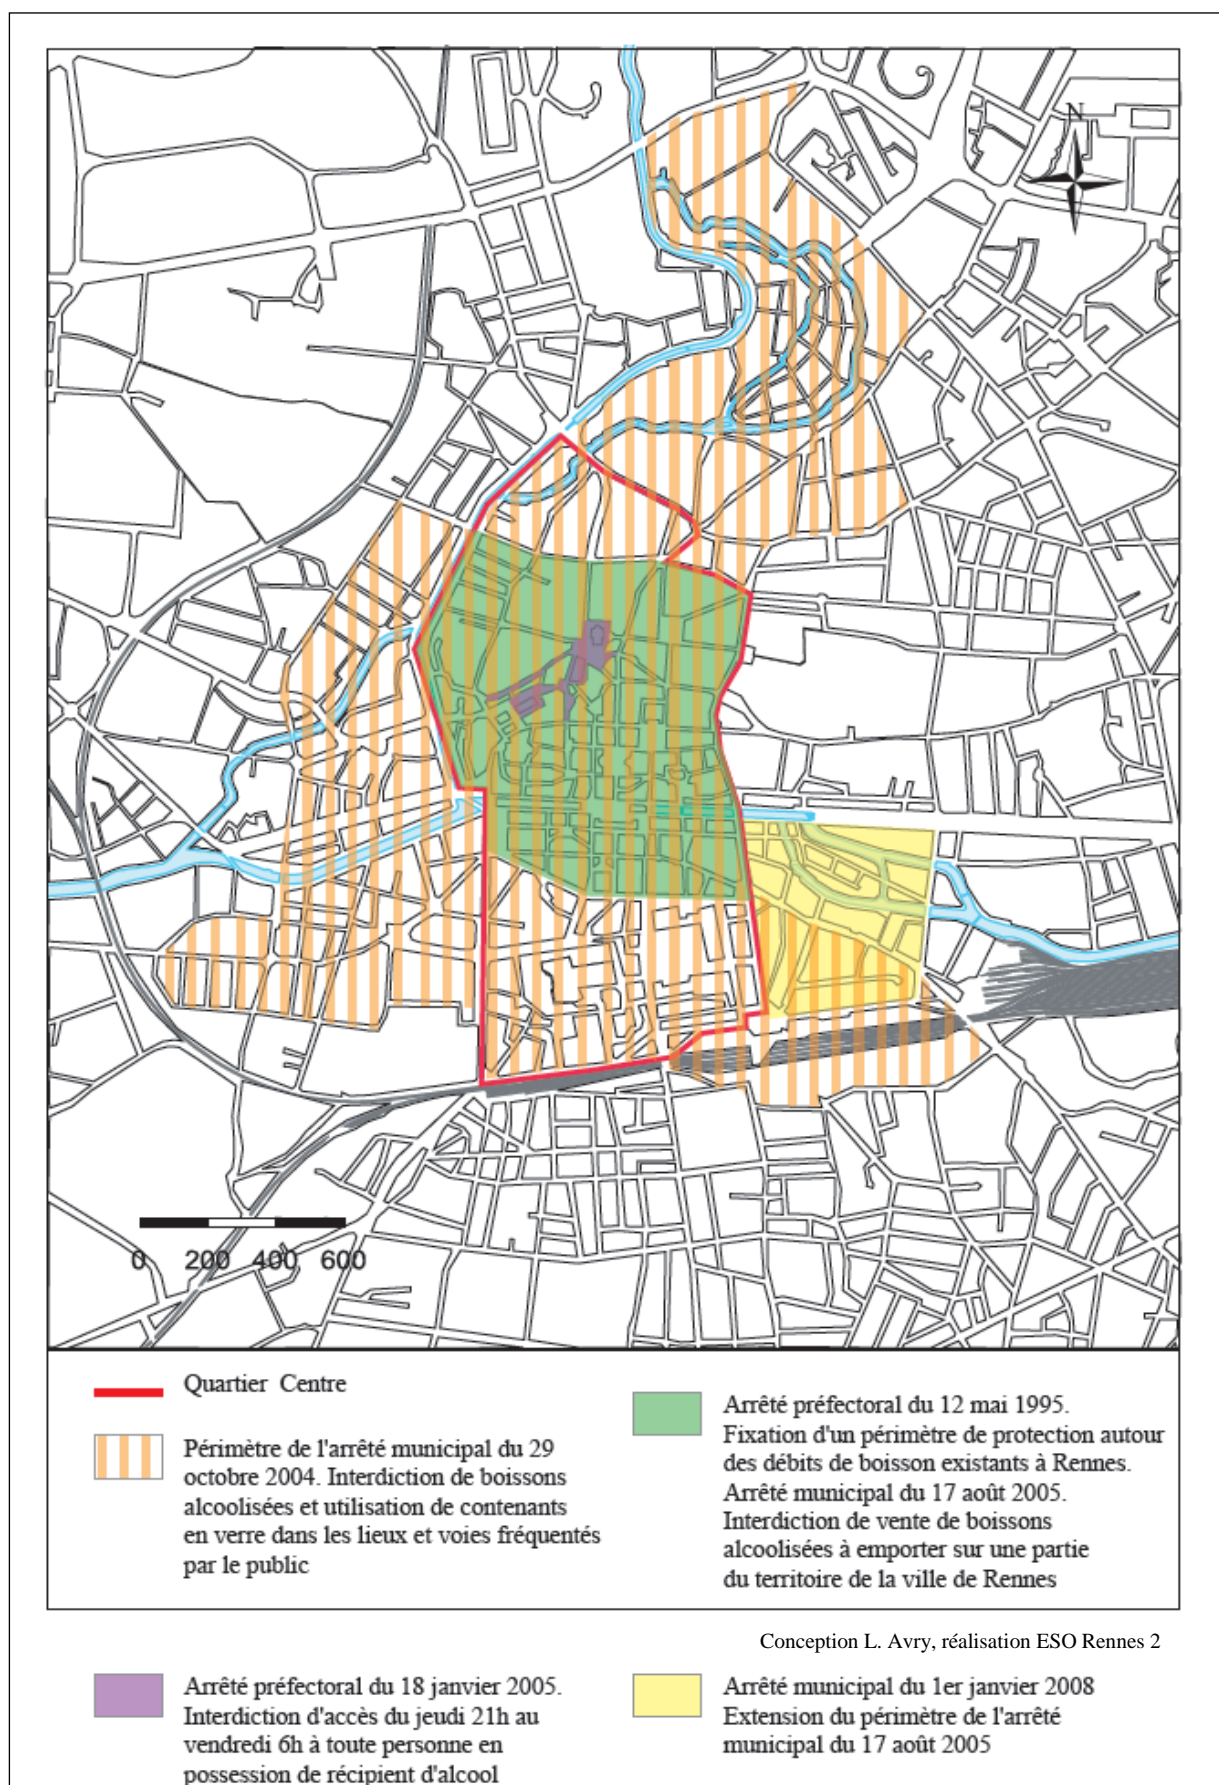 N
0 200 400 600
Quartier Centre
Périmètre de l'arrêté municipal du 29
octobre 2004. Interdiction de boissons
alcoolisées et utilisation de contenants
en verre dans les lieux et voies fréquentés
par le public
Arrêté préfectoral du 12 mai 1995.
Fixation d'un périmètre de protection autour
des débits de boisson existants à Rennes.
Arrêté municipal du 17 août 2005.
Interdiction de vente de boissons
alcoolisées à emporter sur une partie
du territoire de la ville de Rennes
Conception L. Avry, réalisation ESO Rennes 2
Arrêté préfectoral du 18 janvier 2005.
Interdiction d'accès du jeudi 21h au
vendredi 6h à toute personne en
possession de récipient d'alcool
Arrêté municipal du 1er janvier 2008
Extension du périmètre de l'arrêté
municipal du 17 août 2005